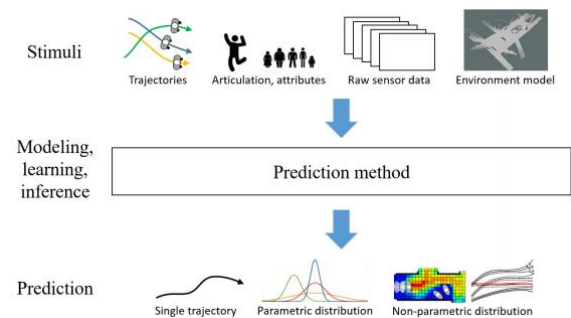 Stimuli
Trajectories
Articulation, attributes
Raw sensor data
Environment model
Modeling,
learning,
inference
Prediction method
Prediction
Single trajectory
Parametric distribution
Non-parametric distribution